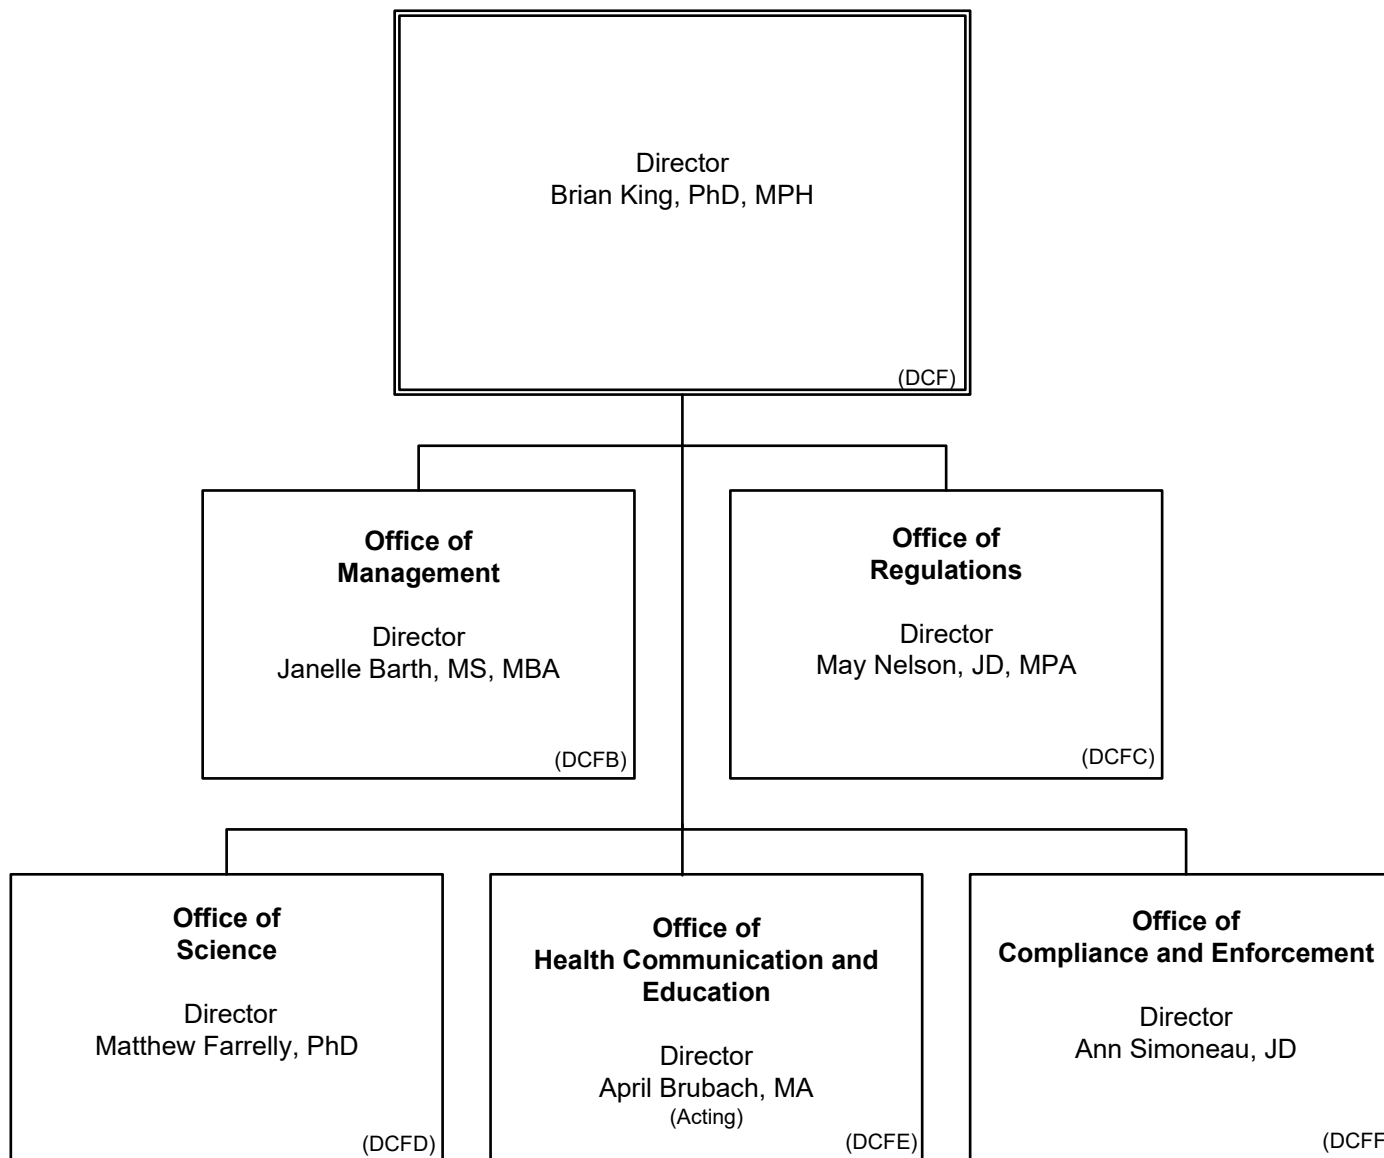 Director
Brian King, PhD, MPH
(DCF)
Office of
Management
Director
Janelle Barth, MS, MBA
(DCFB)
Office of
Regulations
Director
May Nelson, JD, MPA
(DCFC)
Office of
Science
Director
Matthew Farrelly, PhD
(DCFD)
Office of
Health Communication and
Education
Director
April Brubach, MA
(Acting)
(DCFE)
Office of
Compliance and Enforcement
Director
Ann Simoneau, JD
(DCFF